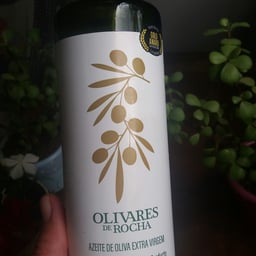 OLIVARES
DE ROCHA
AZEITE DE OLIVA EXTRA VIRGEM